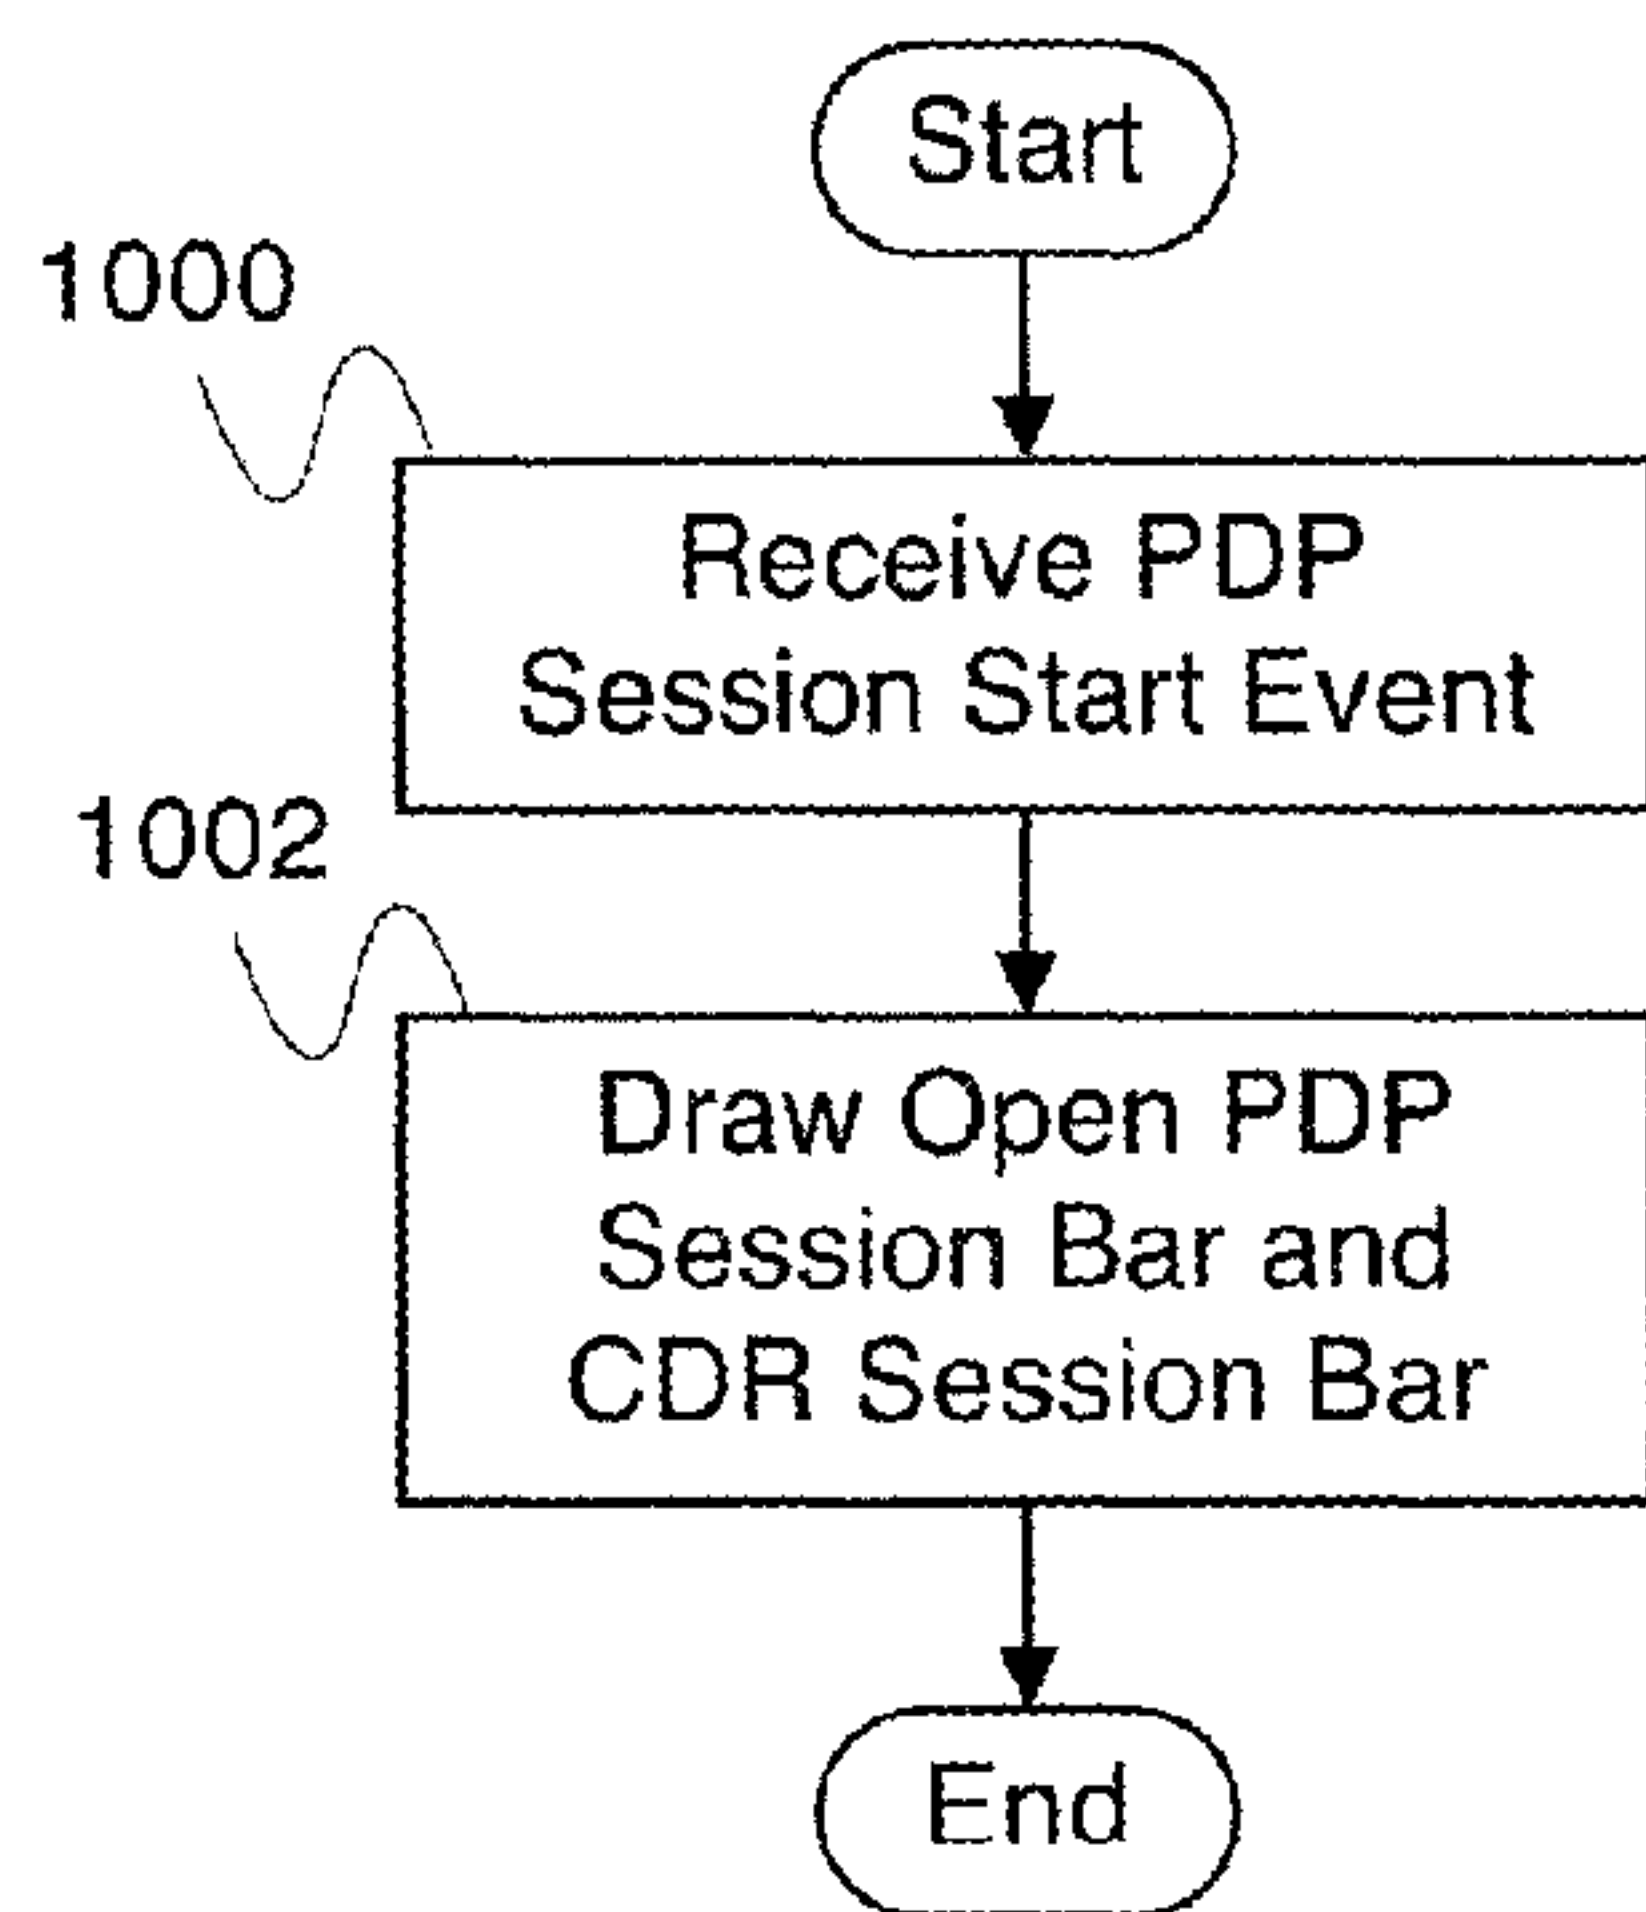 Start
1000
Receive PDP
Session Start Event
1002
Draw Open PDP
Session Bar and
CDR Session Bar
End